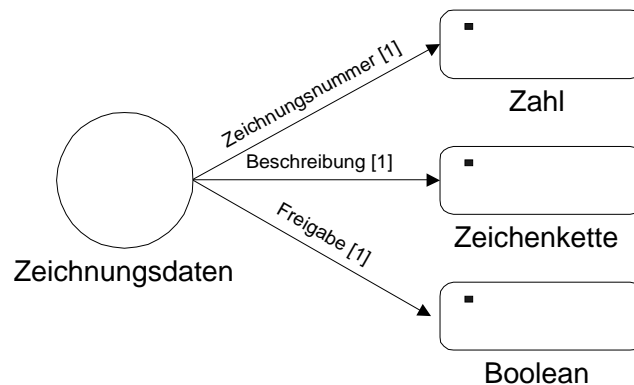 Zeichnungsnummer [1]
Zahl
Beschreibung [1]
Zeichenkette
Zeichnungsdaten
Freigabe [1]
Boolean